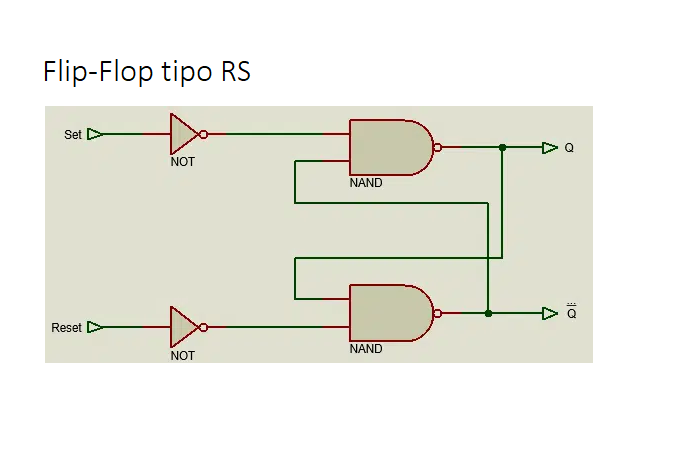 Flip-Flop tipo RS
Set
NOT
NAND
Q
Reset
NOT
NAND
Q̅